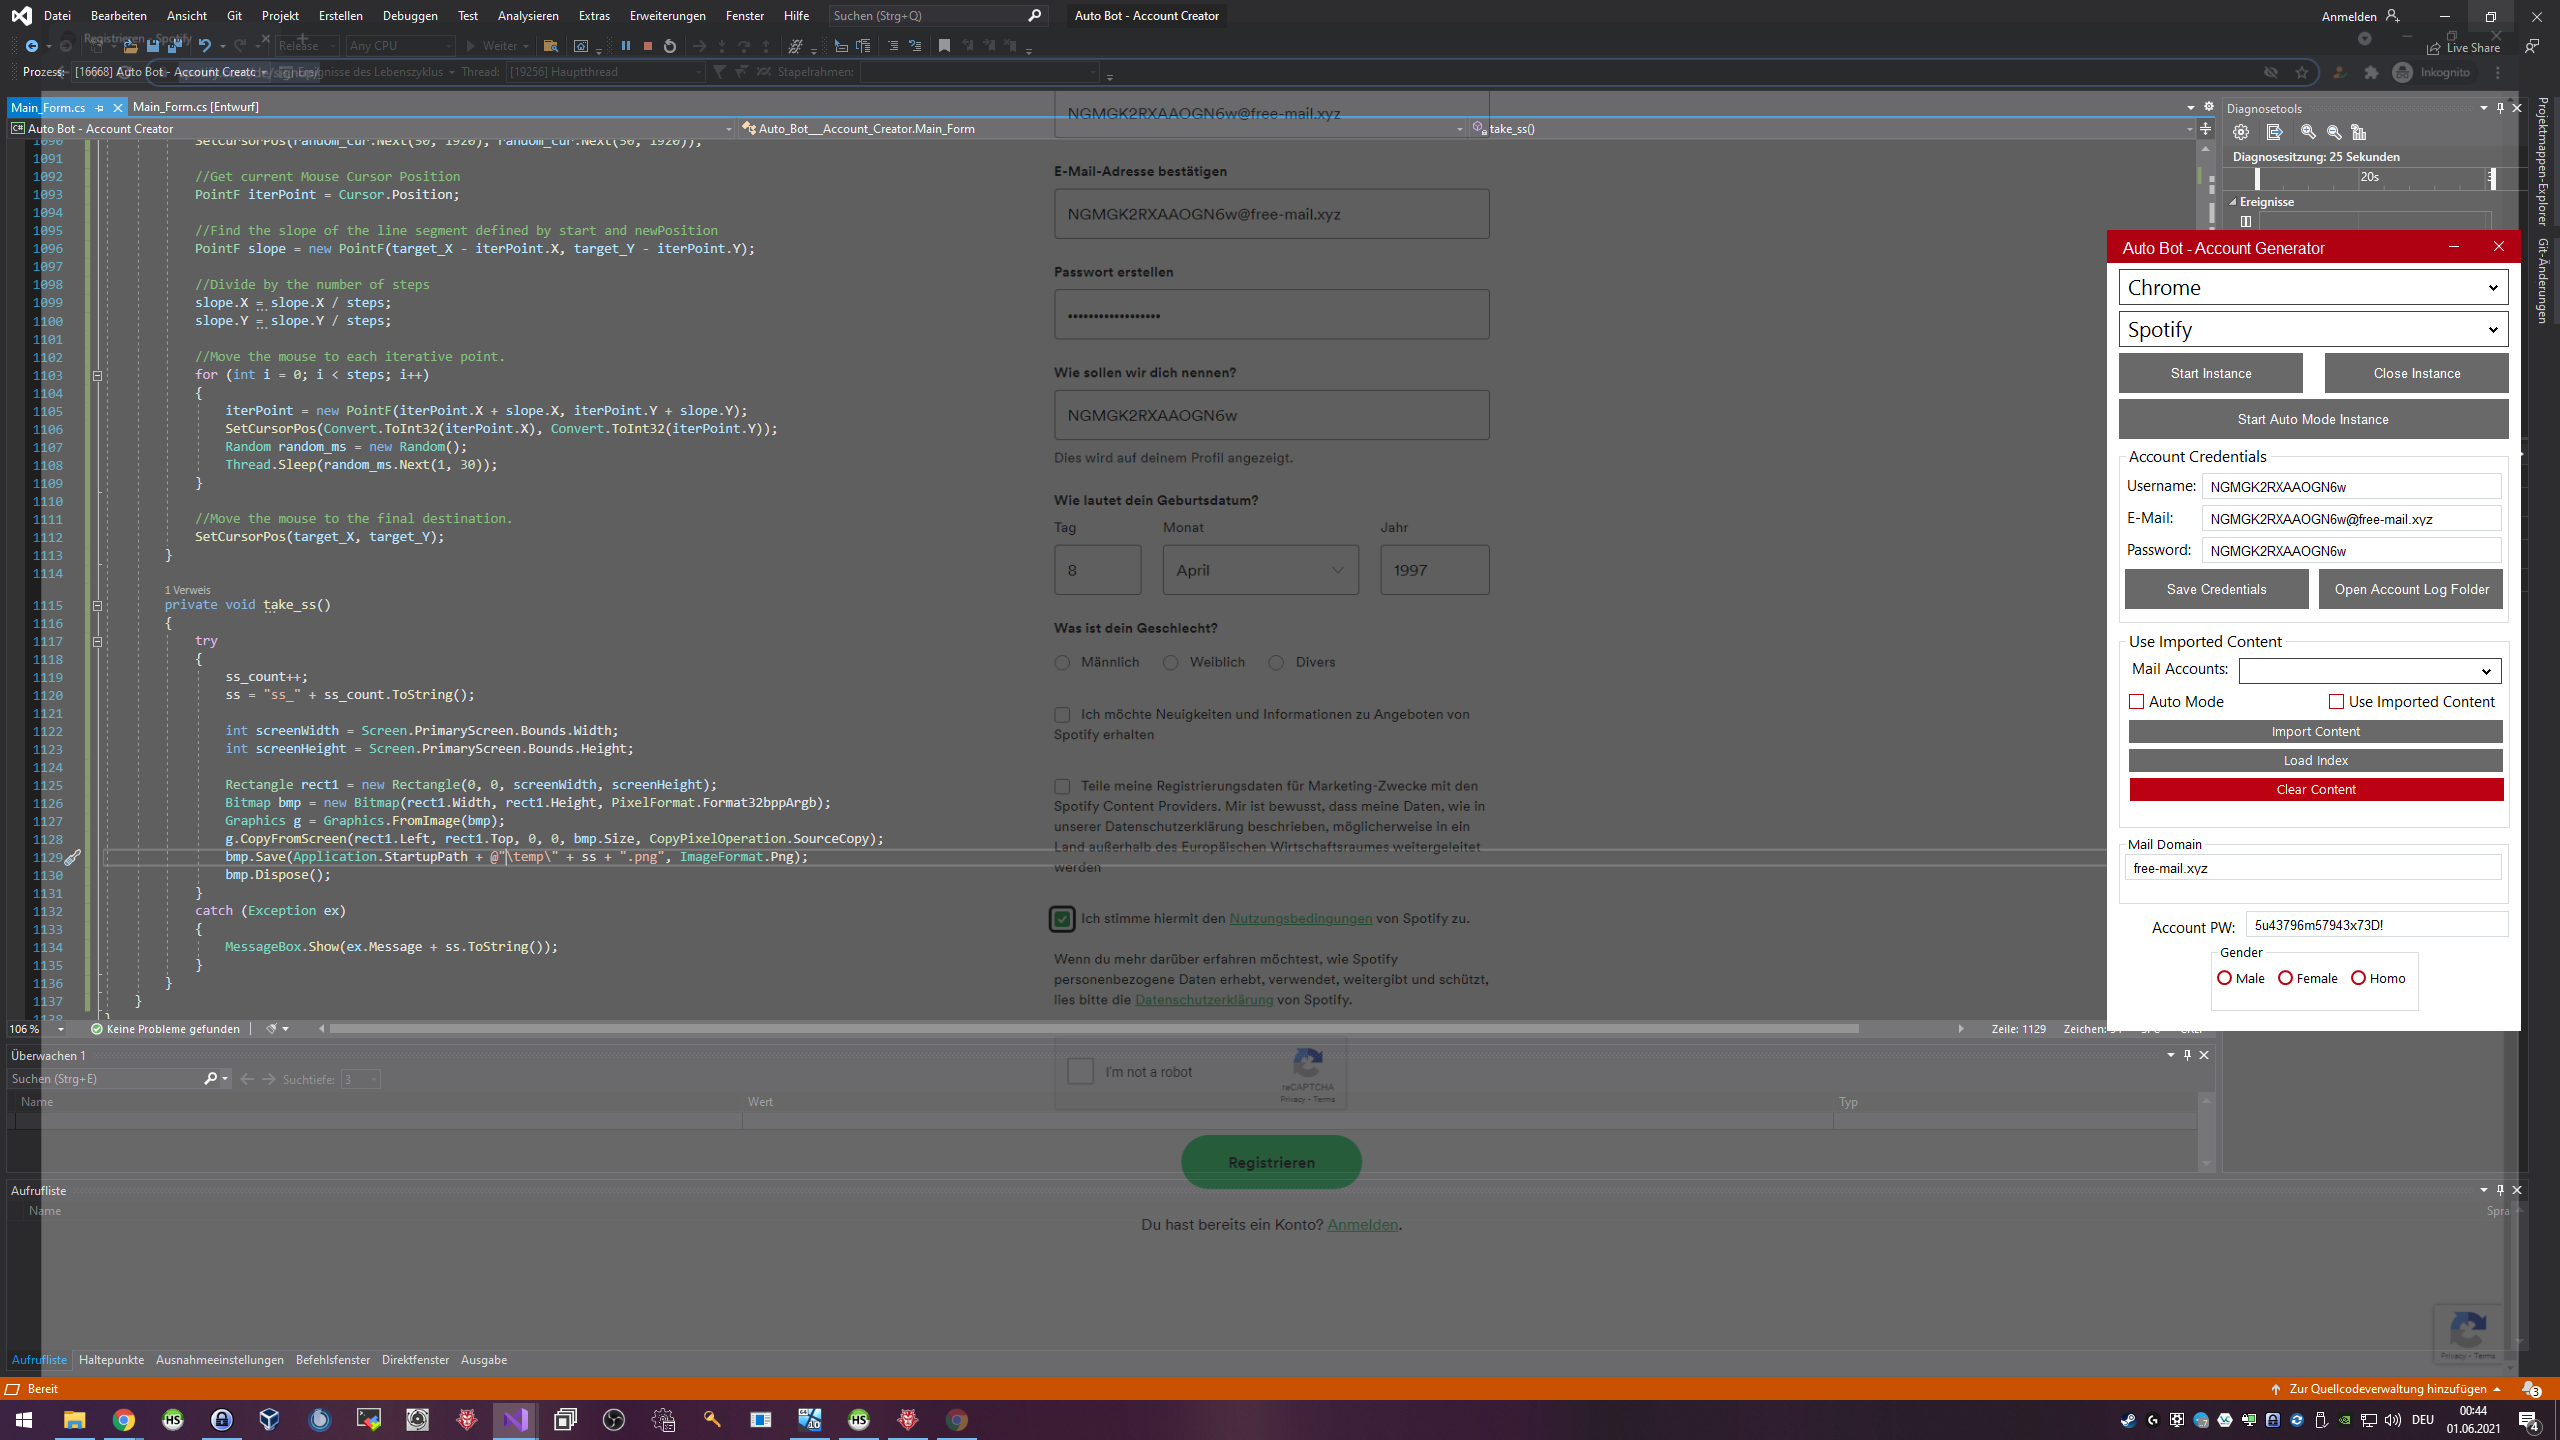 Datei Bearbeiten Ansicht Git Projekt Erstellen Debuggen Test Analysieren Extras Erweiterungen Fenster Hilfe Suchen (Strg+Q) Auto Bot - Account Creator Anmelden
Registrieren - Spotify
Release Any CPU Weiter Live Share
Prozess: [16668] Auto Bot - Account Creatc Ereignisse des Lebenszyklus Thread: [19256] Hauptthread Stapelrahmen: Inkognito
Main_Form.cs Main_Form.cs [Entwurf]
Auto Bot - Account Creator Auto_Bot___Account_Creator.Main_Form take_ss()
1090 SetCursorPos(random_cur.Next(50, 1920), random_cur.Next(50, 1920));
1091
1092 //Get current Mouse Cursor Position
1093 PointF iterPoint = Cursor.Position;
1094
1095 //Find the slope of the line segment defined by start and newPosition
1096 PointF slope = new PointF(target_X - iterPoint.X, target_Y - iterPoint.Y);
1097
1098 //Divide by the number of steps
1099 slope.X = slope.X / steps;
1100 slope.Y = slope.Y / steps;
1101
1102 //Move the mouse to each iterative point.
1103 for (int i = 0; i < steps; i++)
1104 {
1105 iterPoint = new PointF(iterPoint.X + slope.X, iterPoint.Y + slope.Y);
1106 SetCursorPos(Convert.ToInt32(iterPoint.X), Convert.ToInt32(iterPoint.Y));
1107 Random random_ms = new Random();
1108 Thread.Sleep(random_ms.Next(1, 30));
1109 }
1110
1111 //Move the mouse to the final destination.
1112 SetCursorPos(target_X, target_Y);
1113 }
1114
1 Verweis
1115 private void take_ss()
1116 {
1117 try
1118 {
1119 ss_count++;
1120 ss = "ss_" + ss_count.ToString();
1121
1122 int screenWidth = Screen.PrimaryScreen.Bounds.Width;
1123 int screenHeight = Screen.PrimaryScreen.Bounds.Height;
1124
1125 Rectangle rect1 = new Rectangle(0, 0, screenWidth, screenHeight);
1126 Bitmap bmp = new Bitmap(rect1.Width, rect1.Height, PixelFormat.Format32bppArgb);
1127 Graphics g = Graphics.FromImage(bmp);
1128 g.CopyFromScreen(rect1.Left, rect1.Top, 0, 0, bmp.Size, CopyPixelOperation.SourceCopy);
1129 bmp.Save(Application.StartupPath + @"\temp\" + ss + ".png", ImageFormat.Png);
1130 bmp.Dispose();
1131 }
1132 catch (Exception ex)
1133 {
1134 MessageBox.Show(ex.Message + ss.ToString());
1135 }
1136 }
1137 }
1138 }
106 % Keine Probleme gefunden Zeile: 1129 Zeichen:
NGMGK2RXAAOGN6w@free-mail.xyz
E-Mail-Adresse bestätigen
NGMGK2RXAAOGN6w@free-mail.xyz
Passwort erstellen
••••••••••••••••••
Wie sollen wir dich nennen?
NGMGK2RXAAOGN6w
Dies wird auf deinem Profil angezeigt.
Wie lautet dein Geburtsdatum?
Tag Monat Jahr
8 April 1997
Was ist dein Geschlecht?
Männlich Weiblich Divers
Ich möchte Neuigkeiten und Informationen zu Angeboten von
Spotify erhalten
Teile meine Registrierungsdaten für Marketing-Zwecke mit den
Spotify Content Providers. Mir ist bewusst, dass meine Daten, wie in
unserer Datenschutzerklärung beschrieben, möglicherweise in ein
Land außerhalb des Europäischen Wirtschaftsraumes weitergeleitet
werden
Ich stimme hiermit den Nutzungsbedingungen von Spotify zu.
Wenn du mehr darüber erfahren möchtest, wie Spotify
personenbezogene Daten erhebt, verwendet, weitergibt und schützt,
lies bitte die Datenschutzerklärung von Spotify.
I'm not a robot
reCAPTCHA
Privacy - Terms
Registrieren
Du hast bereits ein Konto? Anmelden.
Diagnosetools
Diagnosesitzung: 25 Sekunden
20s
Ereignisse
Projektmappen-Explorer
Git-Änderungen
Auto Bot - Account Generator
Chrome
Spotify
Start Instance Close Instance
Start Auto Mode Instance
Account Credentials
Username: NGMGK2RXAAOGN6w
E-Mail: NGMGK2RXAAOGN6w@free-mail.xyz
Password: NGMGK2RXAAOGN6w
Save Credentials Open Account Log Folder
Use Imported Content
Mail Accounts:
Auto Mode Use Imported Content
Import Content
Load Index
Clear Content
Mail Domain
free-mail.xyz
Account PW: 5u43796m57943x73D!
Gender
Male Female Homo
Überwachen 1
Suchen (Strg+E) Suchtiefe: 3
Name Wert Typ
Aufrufliste
Name Spra
Privacy - Terms
Aufrufliste Haltepunkte Ausnahmeeinstellungen Befehlsfenster Direktfenster Ausgabe
Bereit Zur Quellcodeverwaltung hinzufügen 3
HS HS DEU 00:44
01.06.2021 4